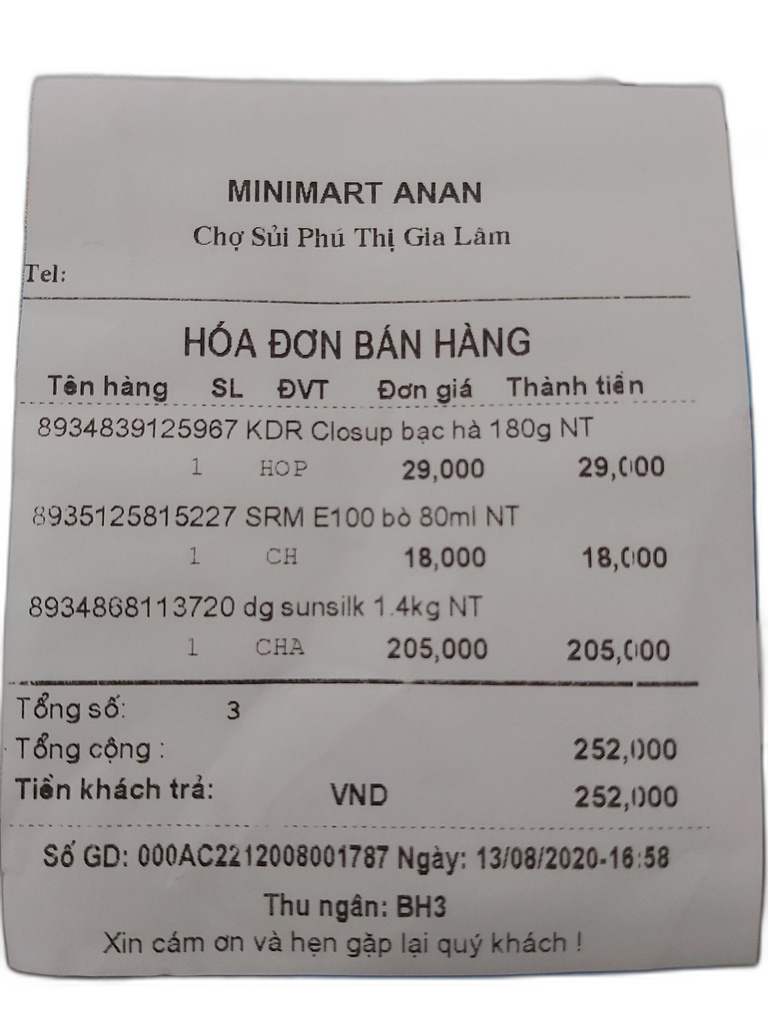 MINIMART ANAN
Chợ Sủi Phú Thị Gia Lâm
Tel:
HÓA ĐƠN BÁN HÀNG
Tên hàng SL ĐVT Đơn giá Thành tiền
8934839125967 KDR Closup bạc hà 180g NT
1 HOP 29,000 29,000
8935125815227 SRM E100 bò 80ml NT
1 CH 18,000 18,000
8934868113720 dg sunsilk 1.4kg NT
1 CHA 205,000 205,000
Tổng số: 3
Tổng cộng : 252,000
Tiền khách trả: VND 252,000
Số GD: 000AC2212008001787 Ngày: 13/08/2020-16:58
Thu ngân: BH3
Xin cám ơn và hẹn gặp lại quý khách !